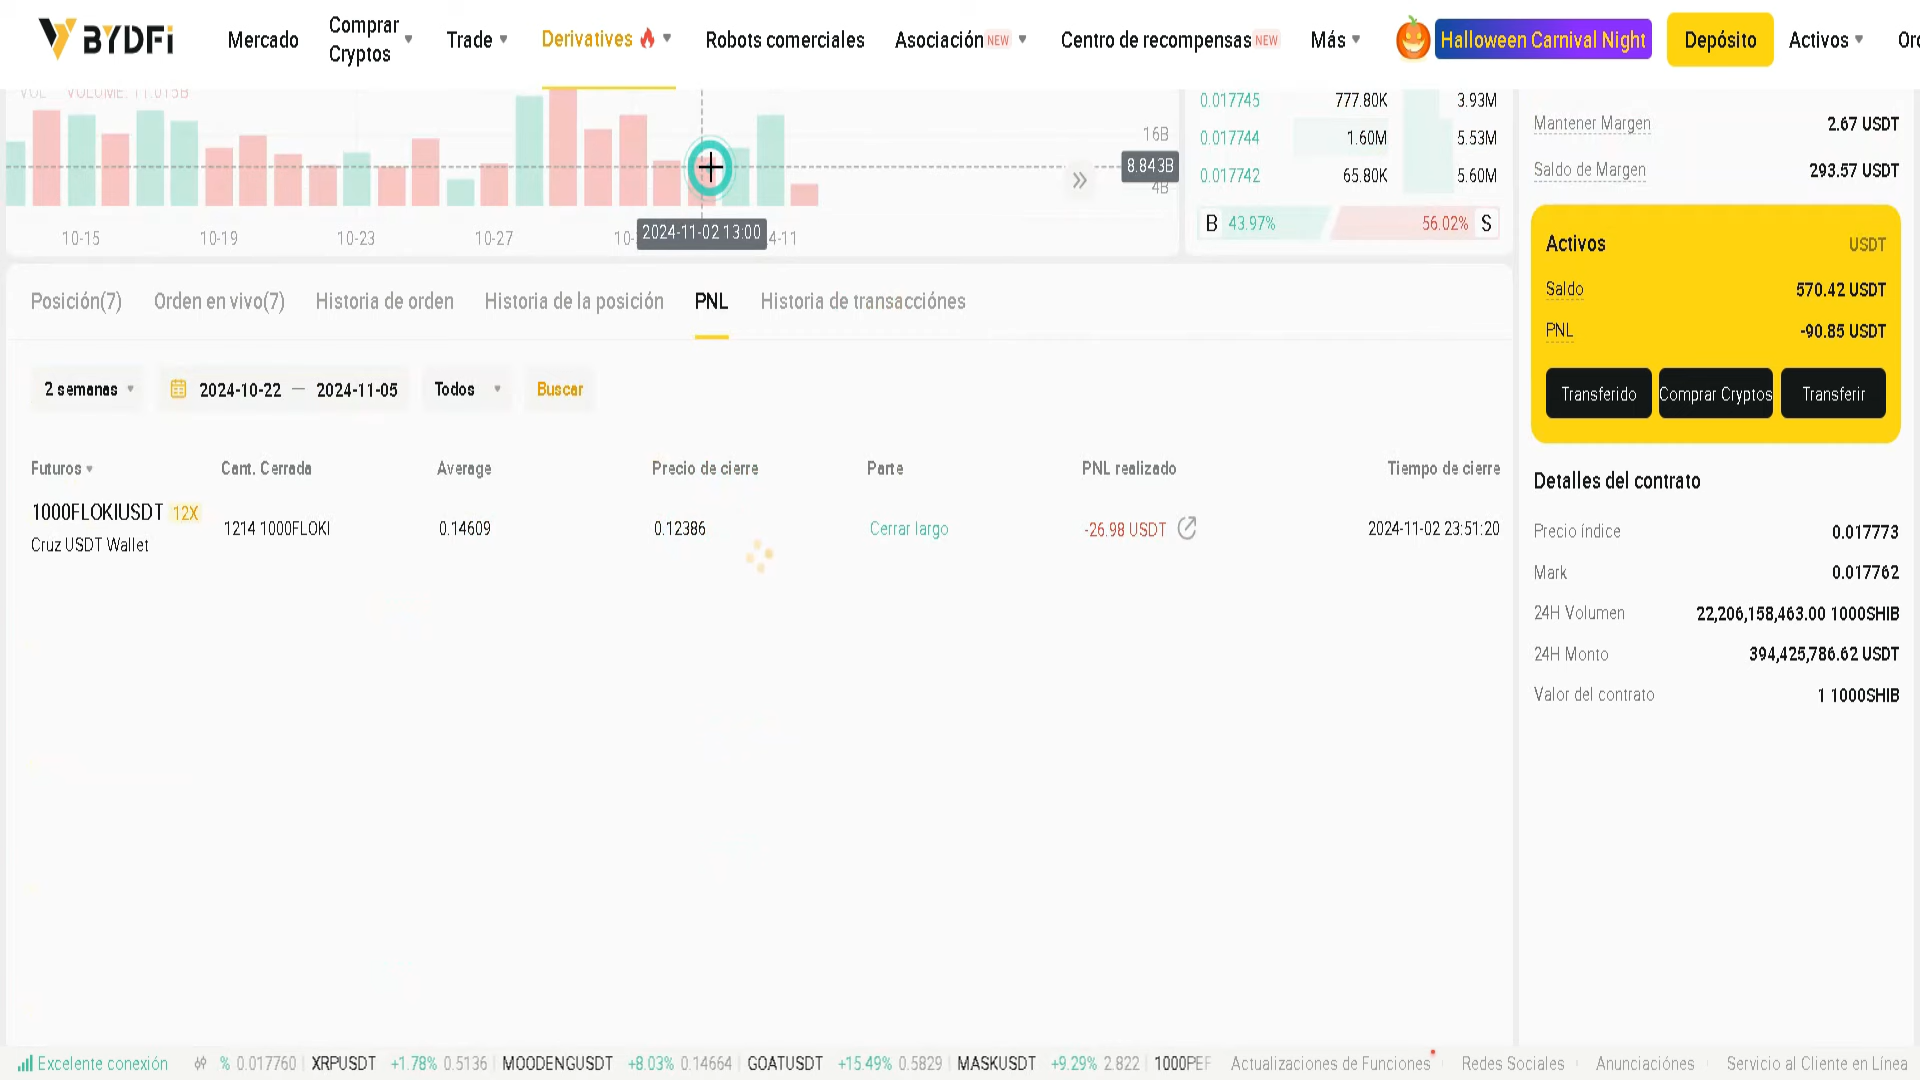 BYDFi
Mercado
Comprar
Cryptos
Trade
Derivatives
Robots comerciales
Asociación NEW
Centro de recompensas NEW
Más
Halloween Carnival Night
Depósito
Activos
VOL VOLUME: 11.015B
16B
8.843B
4B
10-15
10-19
10-23
10-27
2024-11-02 13:00
4-11
0.017745 777.80K 3.93M
0.017744 1.60M 5.53M
0.017742 65.80K 5.60M
B 43.97% 56.02% S
Mantener Margen 2.67 USDT
Saldo de Margen 293.57 USDT
Activos USDT
Saldo 570.42 USDT
PNL -90.85 USDT
Transferido Comprar Cryptos Transferir
Posición(7) Orden en vivo(7) Historia de orden Historia de la posición PNL Historia de transacciónes
2 semanas 2024-10-22 — 2024-11-05 Todos Buscar
Futuros Cant. Cerrada Average Precio de cierre Parte PNL realizado Tiempo de cierre
1000FLOKIUSDT 12X
Cruz USDT Wallet
1214 1000FLOKI 0.14609 0.12386 Cerrar largo -26.98 USDT 2024-11-02 23:51:20
Detalles del contrato
Precio índice 0.017773
Mark 0.017762
24H Volumen 22,206,158,463.00 1000SHIB
24H Monto 394,425,786.62 USDT
Valor del contrato 1 1000SHIB
Excelente conexión
% 0.017760 XRPUSDT +1.78% 0.5136 MOODENGUSDT +8.03% 0.14664 GOATUSDT +15.49% 0.5829 MASKUSDT +9.29% 2.822 1000PEF
Actualizaciones de Funciones Redes Sociales Anunciaciónes Servicio al Cliente en Línea